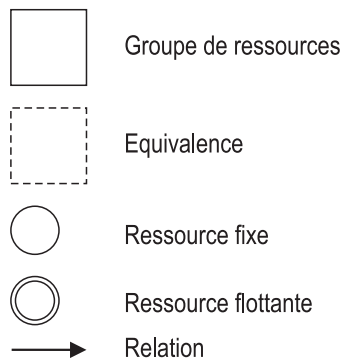 Groupe de ressources
Equivalence
Ressource fixe
Ressource flottante
Relation